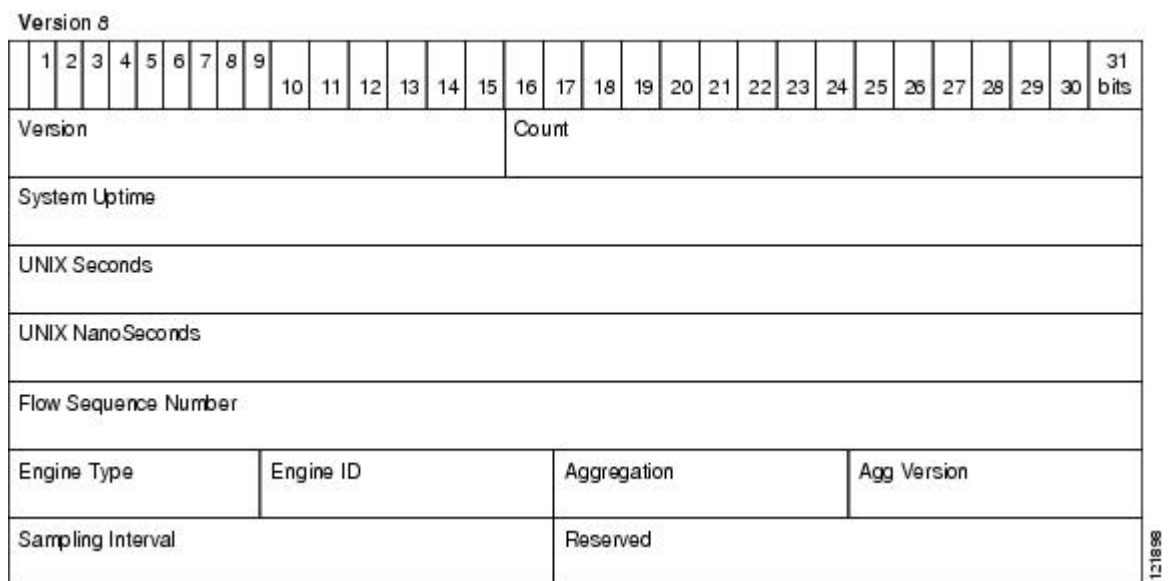 Version 8
1 2 3 4 5 6 7 8 9 10 11 12 13 14 15 16 17 18 19 20 21 22 23 24 25 26 27 28 29 30 31 bits
Version Count
System Uptime
UNIX Seconds
UNIX NanoSeconds
Flow Sequence Number
Engine Type Engine ID Aggregation Agg Version
Sampling Interval Reserved
121898